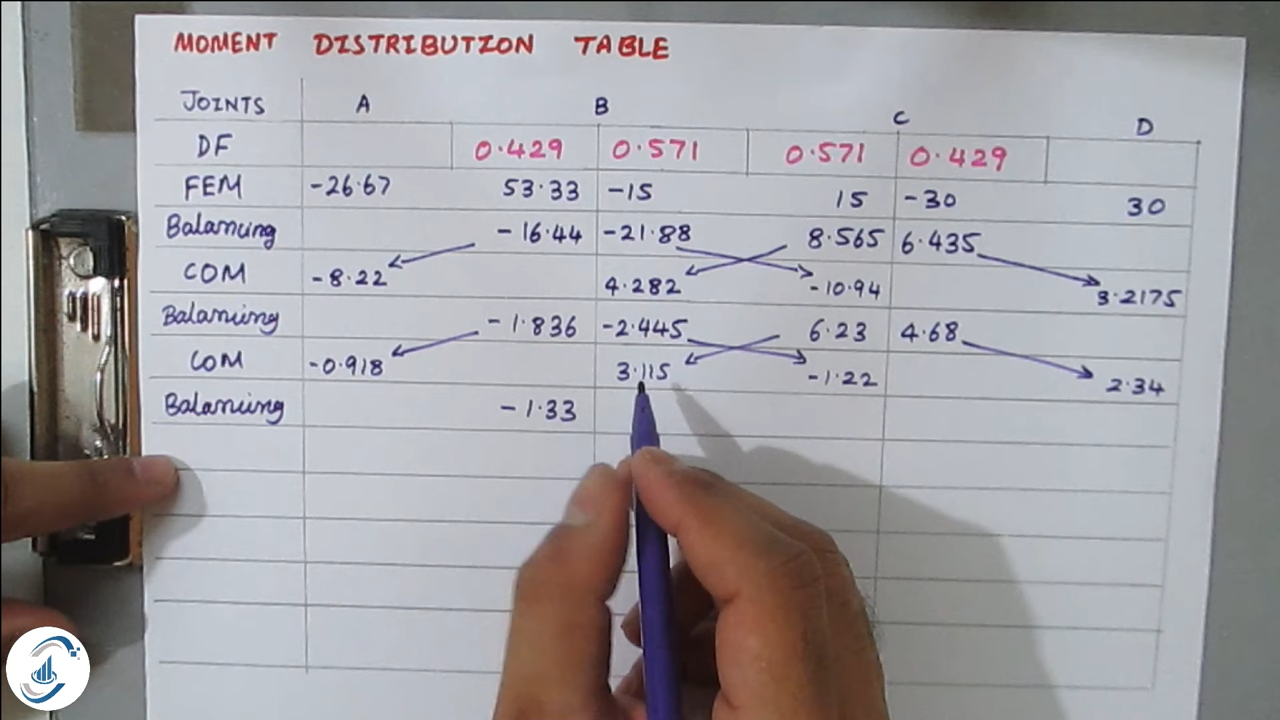 MOMENT DISTRIBUTION TABLE
JOINTS A B C D
DF 0.429 0.571 0.571 0.429
FEM -26.67 53.33 -15 15 -30 30
Balancing -16.44 -21.88 8.565 6.435
COM -8.22 4.282 -10.94 3.2175
Balancing -1.836 -2.445 6.23 4.68
COM -0.918 3.115 -1.22 2.34
Balancing -1.33